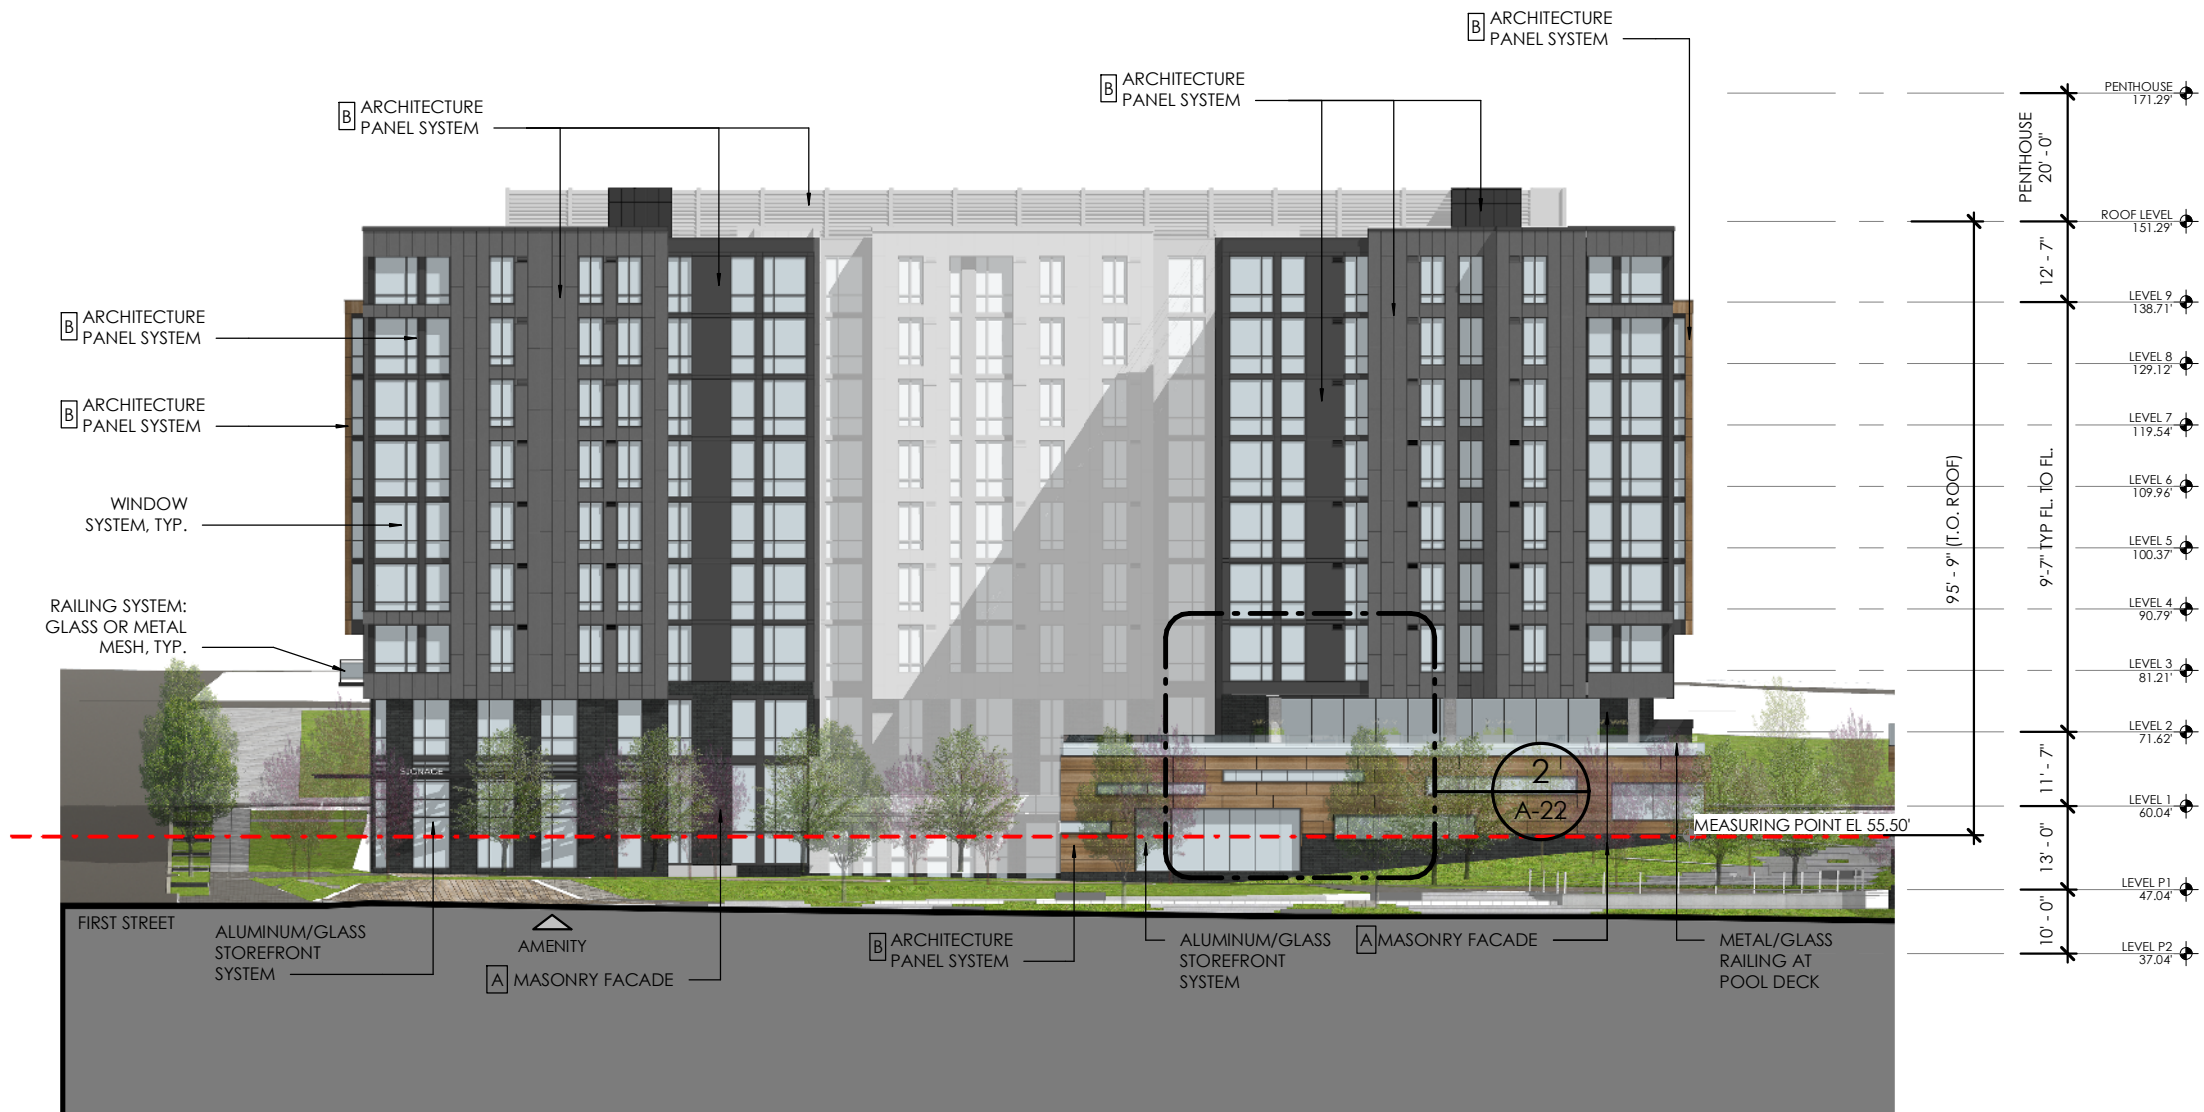 B ARCHITECTURE
PANEL SYSTEM
B ARCHITECTURE
PANEL SYSTEM
B ARCHITECTURE
PANEL SYSTEM
B ARCHITECTURE
PANEL SYSTEM
B ARCHITECTURE
PANEL SYSTEM
WINDOW
SYSTEM, TYP.
RAILING SYSTEM:
GLASS OR METAL
MESH, TYP.
SIGNAGE
2
A-22
MEASURING POINT EL 55.50'
FIRST STREET
ALUMINUM/GLASS
STOREFRONT
SYSTEM
AMENITY
A MASONRY FACADE
B ARCHITECTURE
PANEL SYSTEM
ALUMINUM/GLASS
STOREFRONT
SYSTEM
A MASONRY FACADE
METAL/GLASS
RAILING AT
POOL DECK
95' - 9" (T.O. ROOF)
PENTHOUSE
20' - 0"
12' - 7"
9'-7" TYP FL. TO FL.
11' - 7"
13' - 0"
10' - 0"
PENTHOUSE
171.29'
ROOF LEVEL
151.29'
LEVEL 9
138.71'
LEVEL 8
129.12'
LEVEL 7
119.54'
LEVEL 6
109.96'
LEVEL 5
100.37'
LEVEL 4
90.79'
LEVEL 3
81.21'
LEVEL 2
71.62'
LEVEL 1
60.04'
LEVEL P1
47.04'
LEVEL P2
37.04'